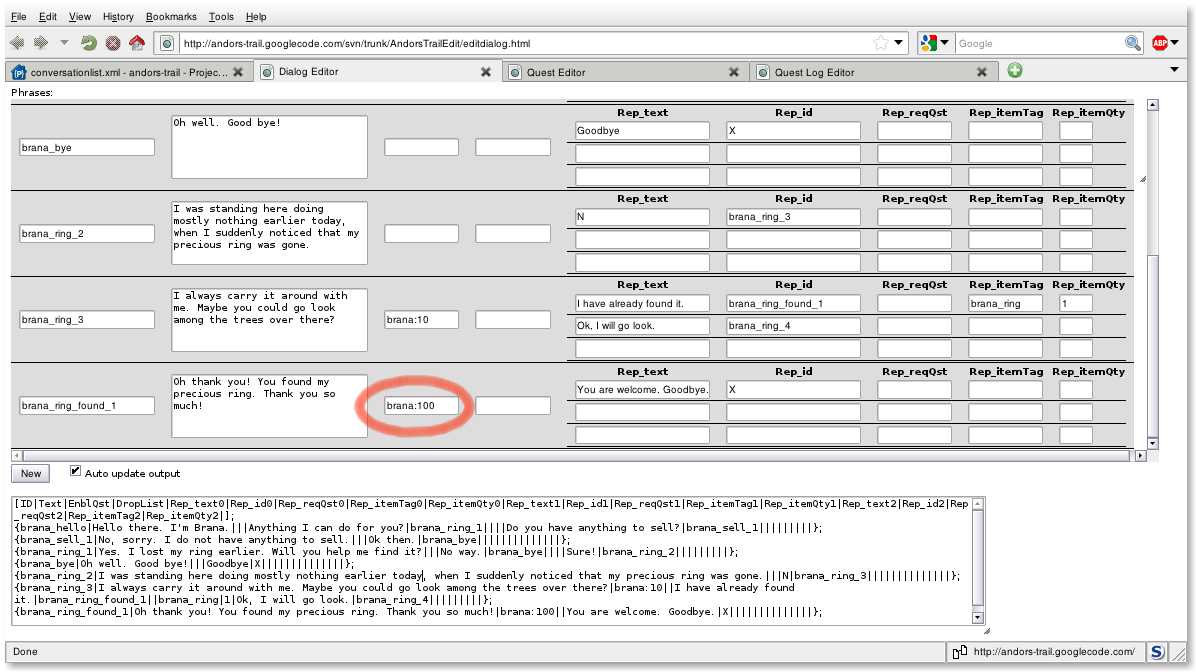 File Edit View History Bookmarks Tools Help
http://andors-trail.googlecode.com/svn/trunk/AndorsTrailEdit/editdialog.html
Google
ABP
conversationlist.xml - andors-trail - Projec...
Dialog Editor
Quest Editor
Quest Log Editor
Phrases:
Rep_text Rep_id Rep_reqQst Rep_itemTag Rep_itemQty
brana_bye
Oh well. Good bye!
Goodbye X
Rep_text Rep_id Rep_reqQst Rep_itemTag Rep_itemQty
brana_ring_2
I was standing here doing
mostly nothing earlier today,
when I suddenly noticed that my
precious ring was gone.
N brana_ring_3
Rep_text Rep_id Rep_reqQst Rep_itemTag Rep_itemQty
brana_ring_3
I always carry it around with
me. Maybe you could go look
among the trees over there?
brana:10
I have already found it. brana_ring_found_1 brana_ring 1
Ok, I will go look. brana_ring_4
Rep_text Rep_id Rep_reqQst Rep_itemTag Rep_itemQty
brana_ring_found_1
Oh thank you! You found my
precious ring. Thank you so
much!
brana:100
You are welcome. Goodbye. X
New
Auto update output
[ID|Text|EnblQst|DropList|Rep_text0|Rep_id0|Rep_reqQst0|Rep_itemTag0|Rep_itemQty0|Rep_text1|Rep_id1|Rep_reqQst1|Rep_itemTag1|Rep_itemQty1|Rep_text2|Rep_id2|Rep
_reqQst2|Rep_itemTag2|Rep_itemQty2|];
{brana_hello|Hello there. I'm Brana.|||Anything I can do for you?|brana_ring_1||||Do you have anything to sell?|brana_sell_1|||||||||};
{brana_sell_1|No, sorry. I do not have anything to sell.|||Ok then.|brana_bye||||||||||||||};
{brana_ring_1|Yes. I lost my ring earlier. Will you help me find it?|||No way.|brana_bye||||Sure!|brana_ring_2|||||||||};
{brana_bye|Oh well. Good bye!|||Goodbye|X||||||||||||||};
{brana_ring_2|I was standing here doing mostly nothing earlier today, when I suddenly noticed that my precious ring was gone.|||N|brana_ring_3||||||||||||||};
{brana_ring_3|I always carry it around with me. Maybe you could go look among the trees over there?|brana:10||I have already found
it.|brana_ring_found_1||brana_ring|1|Ok, I will go look.|brana_ring_4|||||||||};
{brana_ring_found_1|Oh thank you! You found my precious ring. Thank you so much!|brana:100||You are welcome. Goodbye.|X||||||||||||||};
Done
http://andors-trail.googlecode.com/
S